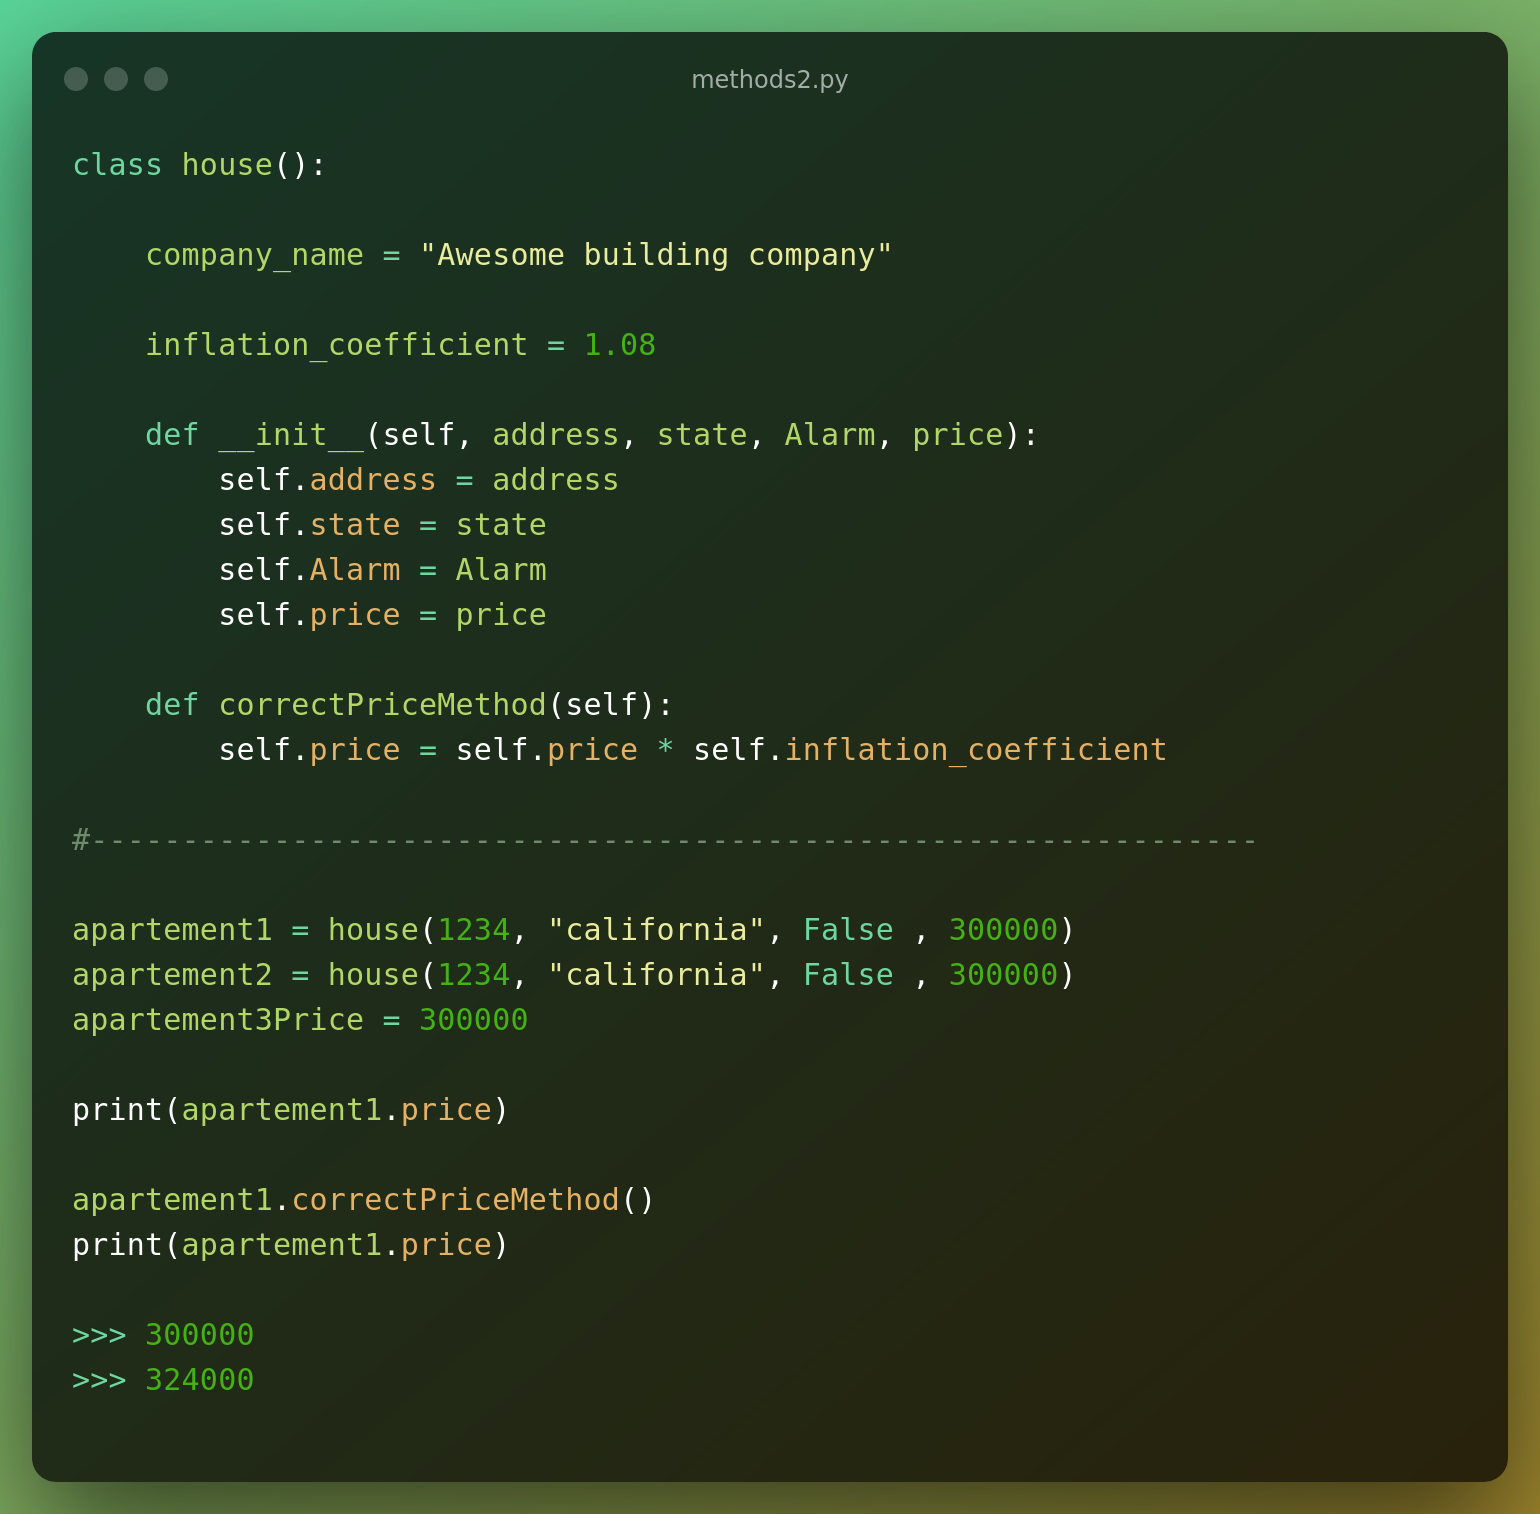 methods2.py
class house():
    company_name = "Awesome building company"
    inflation_coefficient = 1.08
    def __init__(self, address, state, Alarm, price):
        self.address = address
        self.state = state
        self.Alarm = Alarm
        self.price = price
    def correctPriceMethod(self):
        self.price = self.price * self.inflation_coefficient
#----------------------------------------------------------------
apartement1 = house(1234, "california", False , 300000)
apartement2 = house(1234, "california", False , 300000)
apartement3Price = 300000
print(apartement1.price)
apartement1.correctPriceMethod()
print(apartement1.price)
>>> 300000
>>> 324000